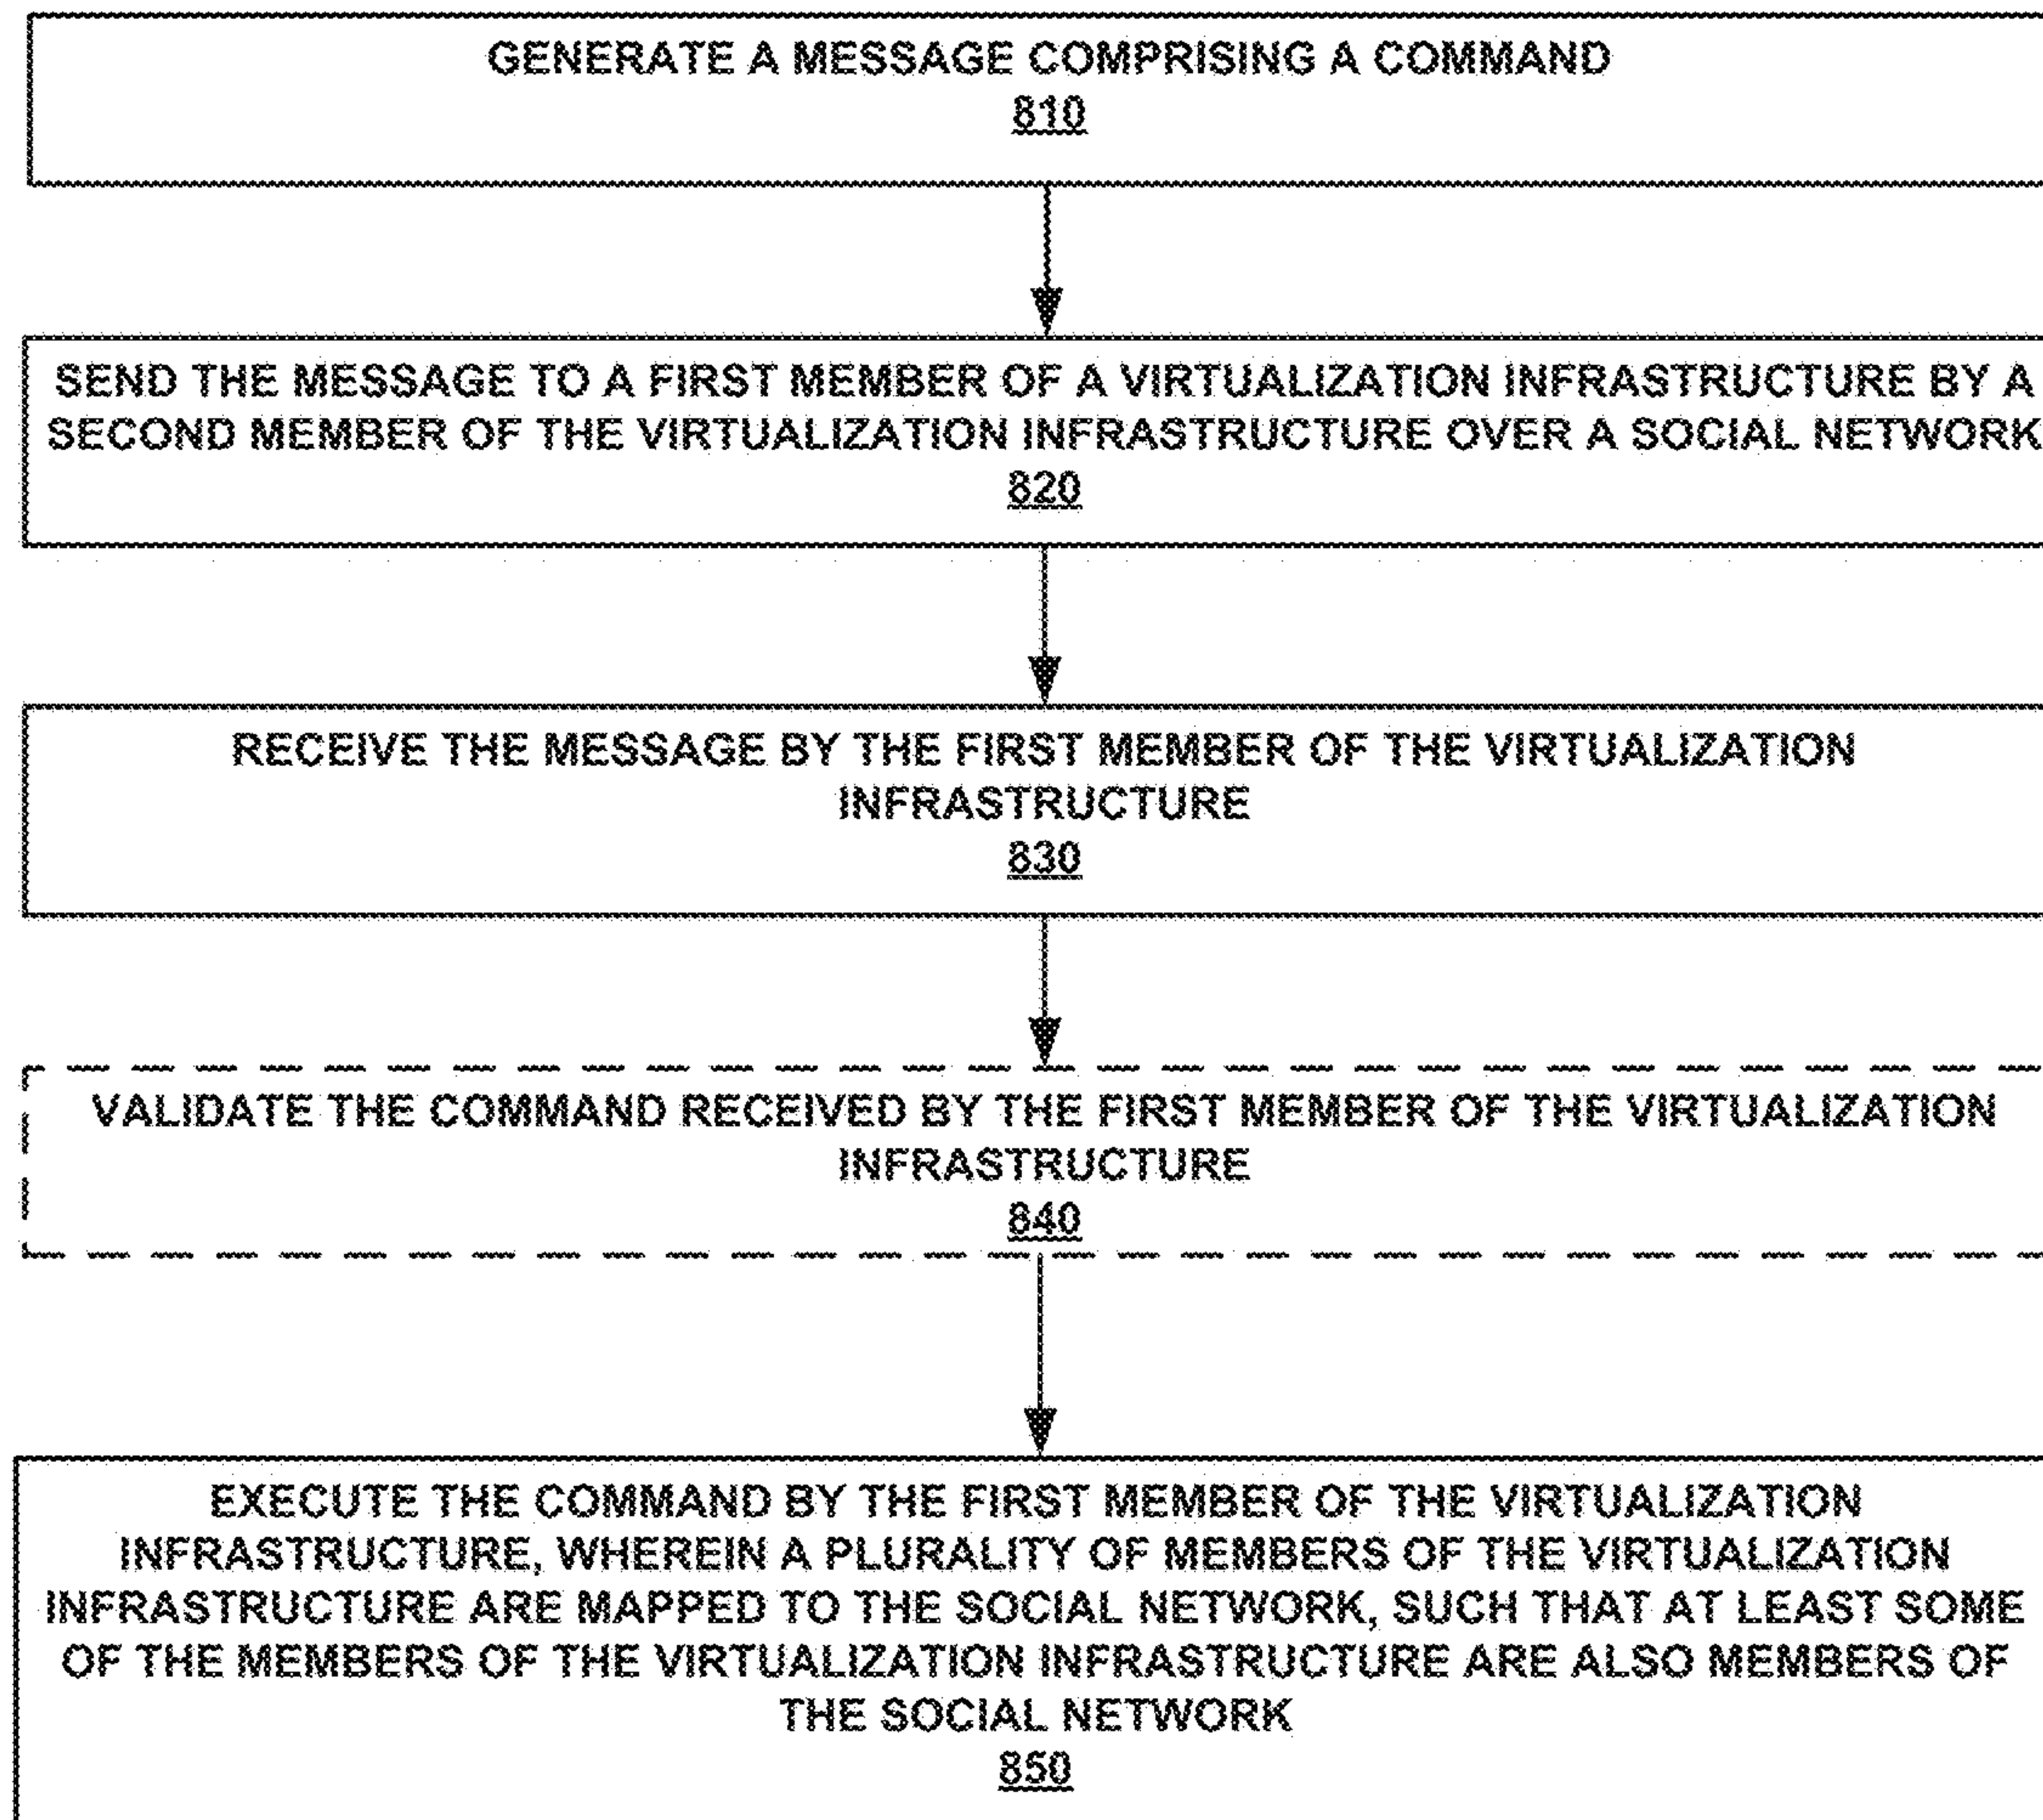 GENERATE A MESSAGE COMPRISING A COMMAND
810
SEND THE MESSAGE TO A FIRST MEMBER OF A VIRTUALIZATION INFRASTRUCTURE BY A
SECOND MEMBER OF THE VIRTUALIZATION INFRASTRUCTURE OVER A SOCIAL NETWORK
820
RECEIVE THE MESSAGE BY THE FIRST MEMBER OF THE VIRTUALIZATION
INFRASTRUCTURE
830
VALIDATE THE COMMAND RECEIVED BY THE FIRST MEMBER OF THE VIRTUALIZATION
INFRASTRUCTURE
840
EXECUTE THE COMMAND BY THE FIRST MEMBER OF THE VIRTUALIZATION
INFRASTRUCTURE, WHEREIN A PLURALITY OF MEMBERS OF THE VIRTUALIZATION
INFRASTRUCTURE ARE MAPPED TO THE SOCIAL NETWORK, SUCH THAT AT LEAST SOME
OF THE MEMBERS OF THE VIRTUALIZATION INFRASTRUCTURE ARE ALSO MEMBERS OF
THE SOCIAL NETWORK
850